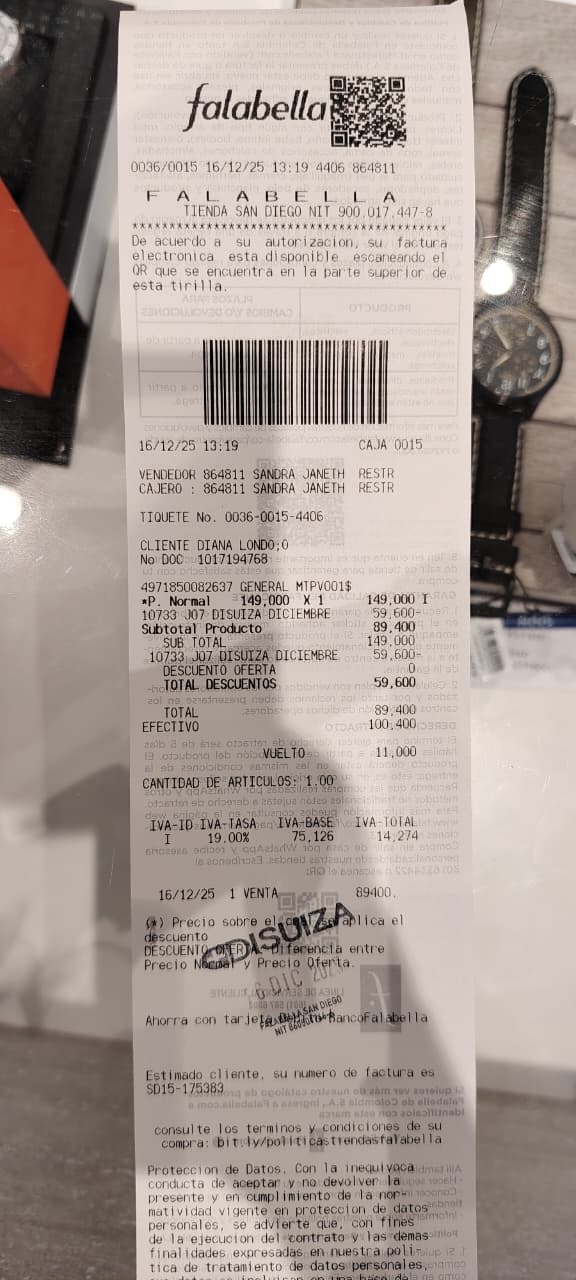 falabella
0036/0015 16/12/25 13:19 4406 864811
F A L A B E L L A
TIENDA SAN DIEGO NIT 900.017.447-8
****************************************************
De acuerdo a su autorizacion, su factura
electronica esta disponible escaneando el
QR que se encuentra en la parte superior de
esta tirilla.
16/12/25 13:19 CAJA 0015
VENDEDOR 864811 SANDRA JANETH RESTR
CAJERO : 864811 SANDRA JANETH RESTR
TIQUETE No. 0036-0015-4406
CLIENTE DIANA LONDO;O
No DOC 1017194768
4971850082637 GENERAL MTPV001$
*P. Normal 149,000 X 1 149,000 I
10733 J07 DISUIZA DICIEMBRE 59,600-
Subtotal Producto 89,400
SUB TOTAL 149,000
10733 J07 DISUIZA DICIEMBRE 59,600-
DESCUENTO OFERTA 0
TOTAL DESCUENTOS 59,600
TOTAL 89,400
EFECTIVO 100,400
VUELTO 11,000
CANTIDAD DE ARTICULOS: 1.00
IVA-ID IVA-TASA IVA-BASE IVA-TOTAL
I 19.00% 75,126 14,274
16/12/25 1 VENTA 89400.
(*) Precio sobre el cual se aplica el
descuento
DESCUENTO OFERTA: Diferencia entre
Precio Normal y Precio Oferta.
DISUIZA
6 DIC
FALABELLA SAN DIEGO
Ahorra con tarjeta BancoFalabella
Estimado cliente, su numero de factura es
SD15-175383
consulte los terminos y condiciones de su
compra: bit.ly/politicastiendasfalabella
Proteccion de Datos. Con la inequivoca
conducta de aceptar y no devolver la
presente y en cumplimiento de la nor-
matividad vigente en proteccion de datos
personales, se advierte que, con fines
de la ejecucion del contrato y las demas
finalidades expresadas en nuestra poli-
tica de tratamiento de datos personales,